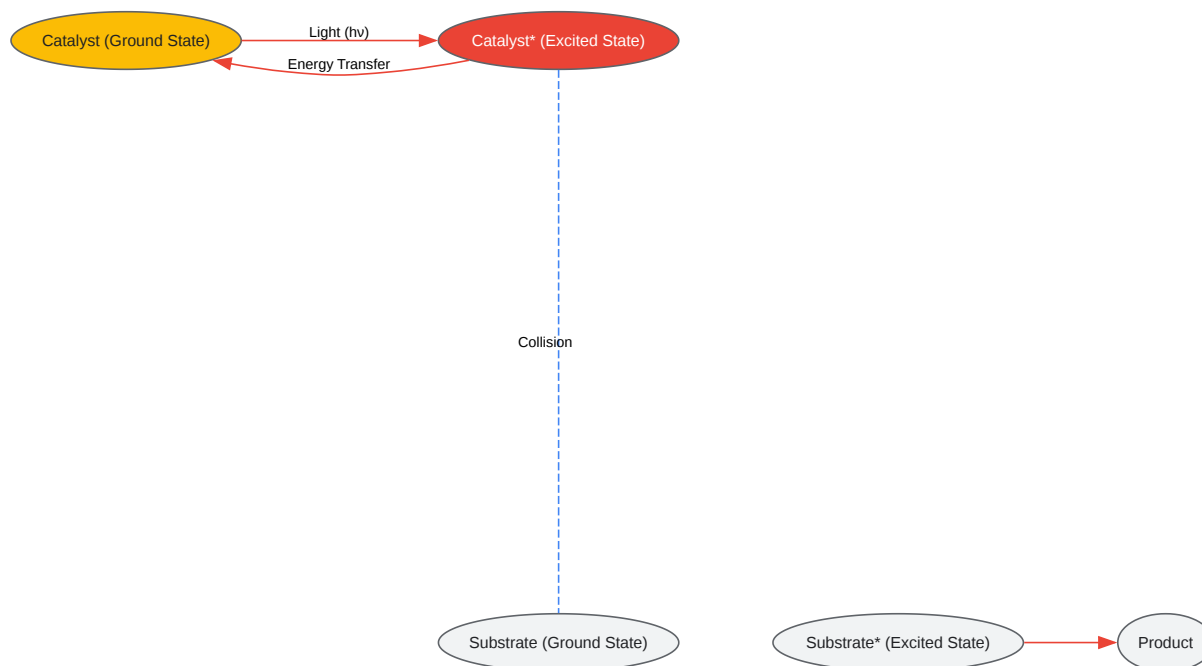 Catalyst (Ground State)
Light (hν)
Catalyst* (Excited State)
Energy Transfer
Collision
Substrate (Ground State)
Substrate* (Excited State)
Product